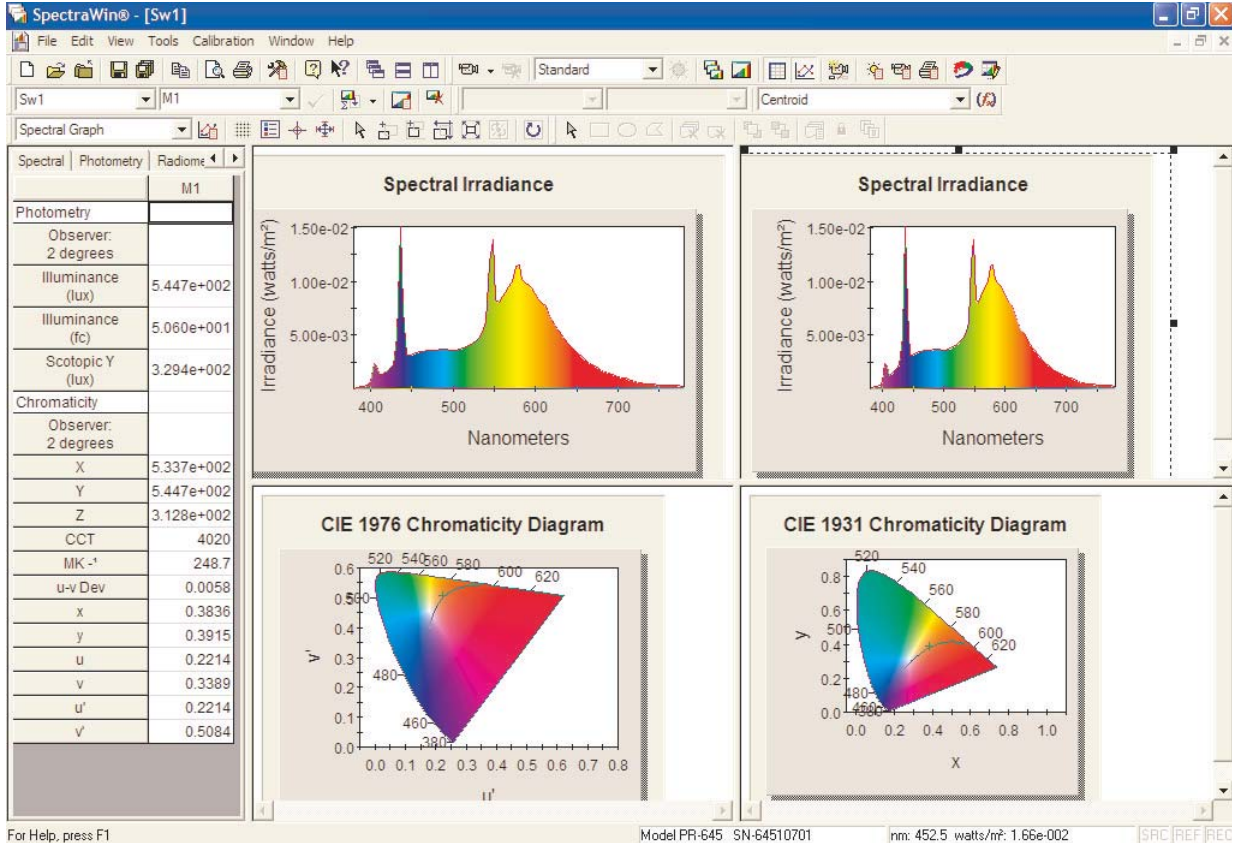 SpectraWin® - [Sw1]
File Edit View Tools Calibration Window Help
Standard
Sw1 M1 Centroid
Spectral Graph
Spectral Photometry Radiome
M1
Photometry
Observer:
2 degrees
Illuminance
(lux) 5.447e+002
Illuminance
(fc) 5.060e+001
Scotopic Y
(lux) 3.294e+002
Chromaticity
Observer:
2 degrees
X 5.337e+002
Y 5.447e+002
Z 3.128e+002
CCT 4020
MK -¹ 248.7
u-v Dev 0.0058
x 0.3836
y 0.3915
u 0.2214
v 0.3389
u' 0.2214
v' 0.5084
Spectral Irradiance
Irradiance (watts/m²)
1.50e-02
1.00e-02
5.00e-03
400 500 600 700
Nanometers
Spectral Irradiance
Irradiance (watts/m²)
1.50e-02
1.00e-02
5.00e-03
400 500 600 700
Nanometers
CIE 1976 Chromaticity Diagram
520 540 560 580 600 620
500
480
460
380
v'
0.6
0.4
0.3
0.2
0.1
0.0
0.0 0.1 0.2 0.3 0.4 0.5 0.6 0.7 0.8
u'
CIE 1931 Chromaticity Diagram
520
540
560
580
600
620
500
480
460
380
y
0.8
0.6
0.4
0.2
0.0
0.0 0.2 0.4 0.6 0.8 1.0
x
For Help, press F1
Model PR-645 SN-64510701
nm: 452.5 watts/m²: 1.66e-002
SRC REF REC